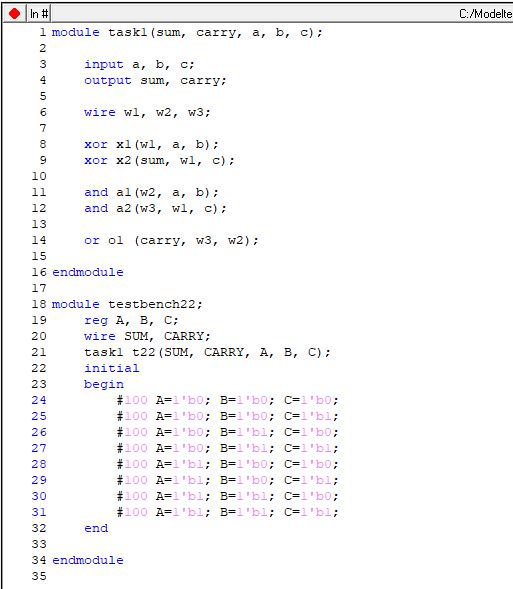 ln # C:/Modelte
1 module task1(sum, carry, a, b, c);
2
3 input a, b, c;
4 output sum, carry;
5
6 wire w1, w2, w3;
7
8 xor x1(w1, a, b);
9 xor x2(sum, w1, c);
10
11 and a1(w2, a, b);
12 and a2(w3, w1, c);
13
14 or o1 (carry, w3, w2);
15
16 endmodule
17
18 module testbench22;
19 reg A, B, C;
20 wire SUM, CARRY;
21 task1 t22(SUM, CARRY, A, B, C);
22 initial
23 begin
24 #100 A=1'b0; B=1'b0; C=1'b0;
25 #100 A=1'b0; B=1'b0; C=1'b1;
26 #100 A=1'b0; B=1'b1; C=1'b0;
27 #100 A=1'b0; B=1'b1; C=1'b1;
28 #100 A=1'b1; B=1'b0; C=1'b0;
29 #100 A=1'b1; B=1'b0; C=1'b1;
30 #100 A=1'b1; B=1'b1; C=1'b0;
31 #100 A=1'b1; B=1'b1; C=1'b1;
32 end
33
34 endmodule
35